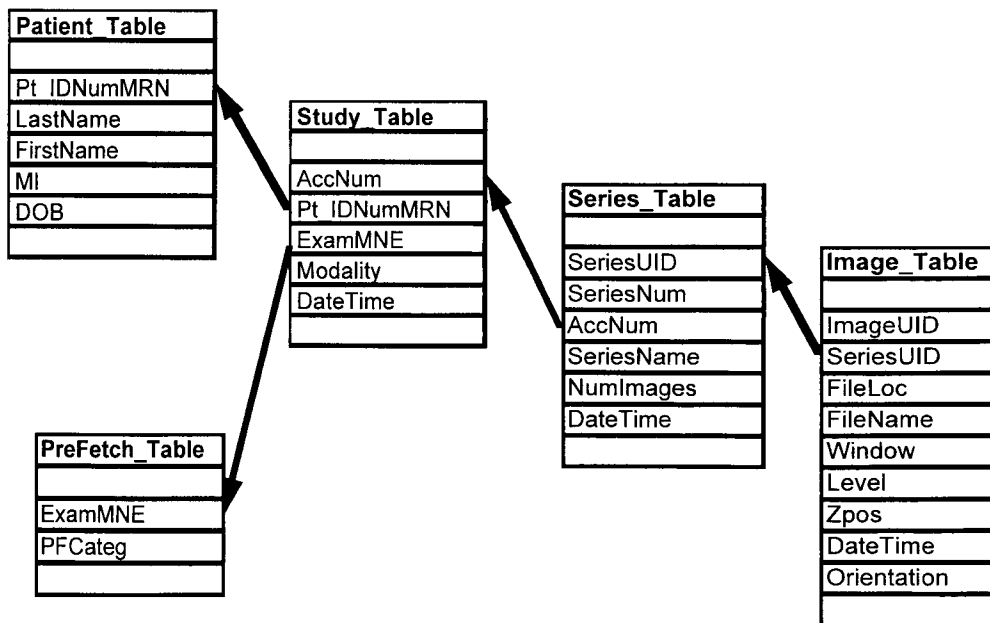 Patient_Table
Pt_IDNumMRN
LastName
FirstName
MI
DOB
Study_Table
AccNum
Pt_IDNumMRN
ExamMNE
Modality
DateTime
Series_Table
SeriesUID
SeriesNum
AccNum
SeriesName
NumImages
DateTime
Image_Table
ImageUID
SeriesUID
FileLoc
FileName
Window
Level
Zpos
DateTime
Orientation
PreFetch_Table
ExamMNE
PFCateg